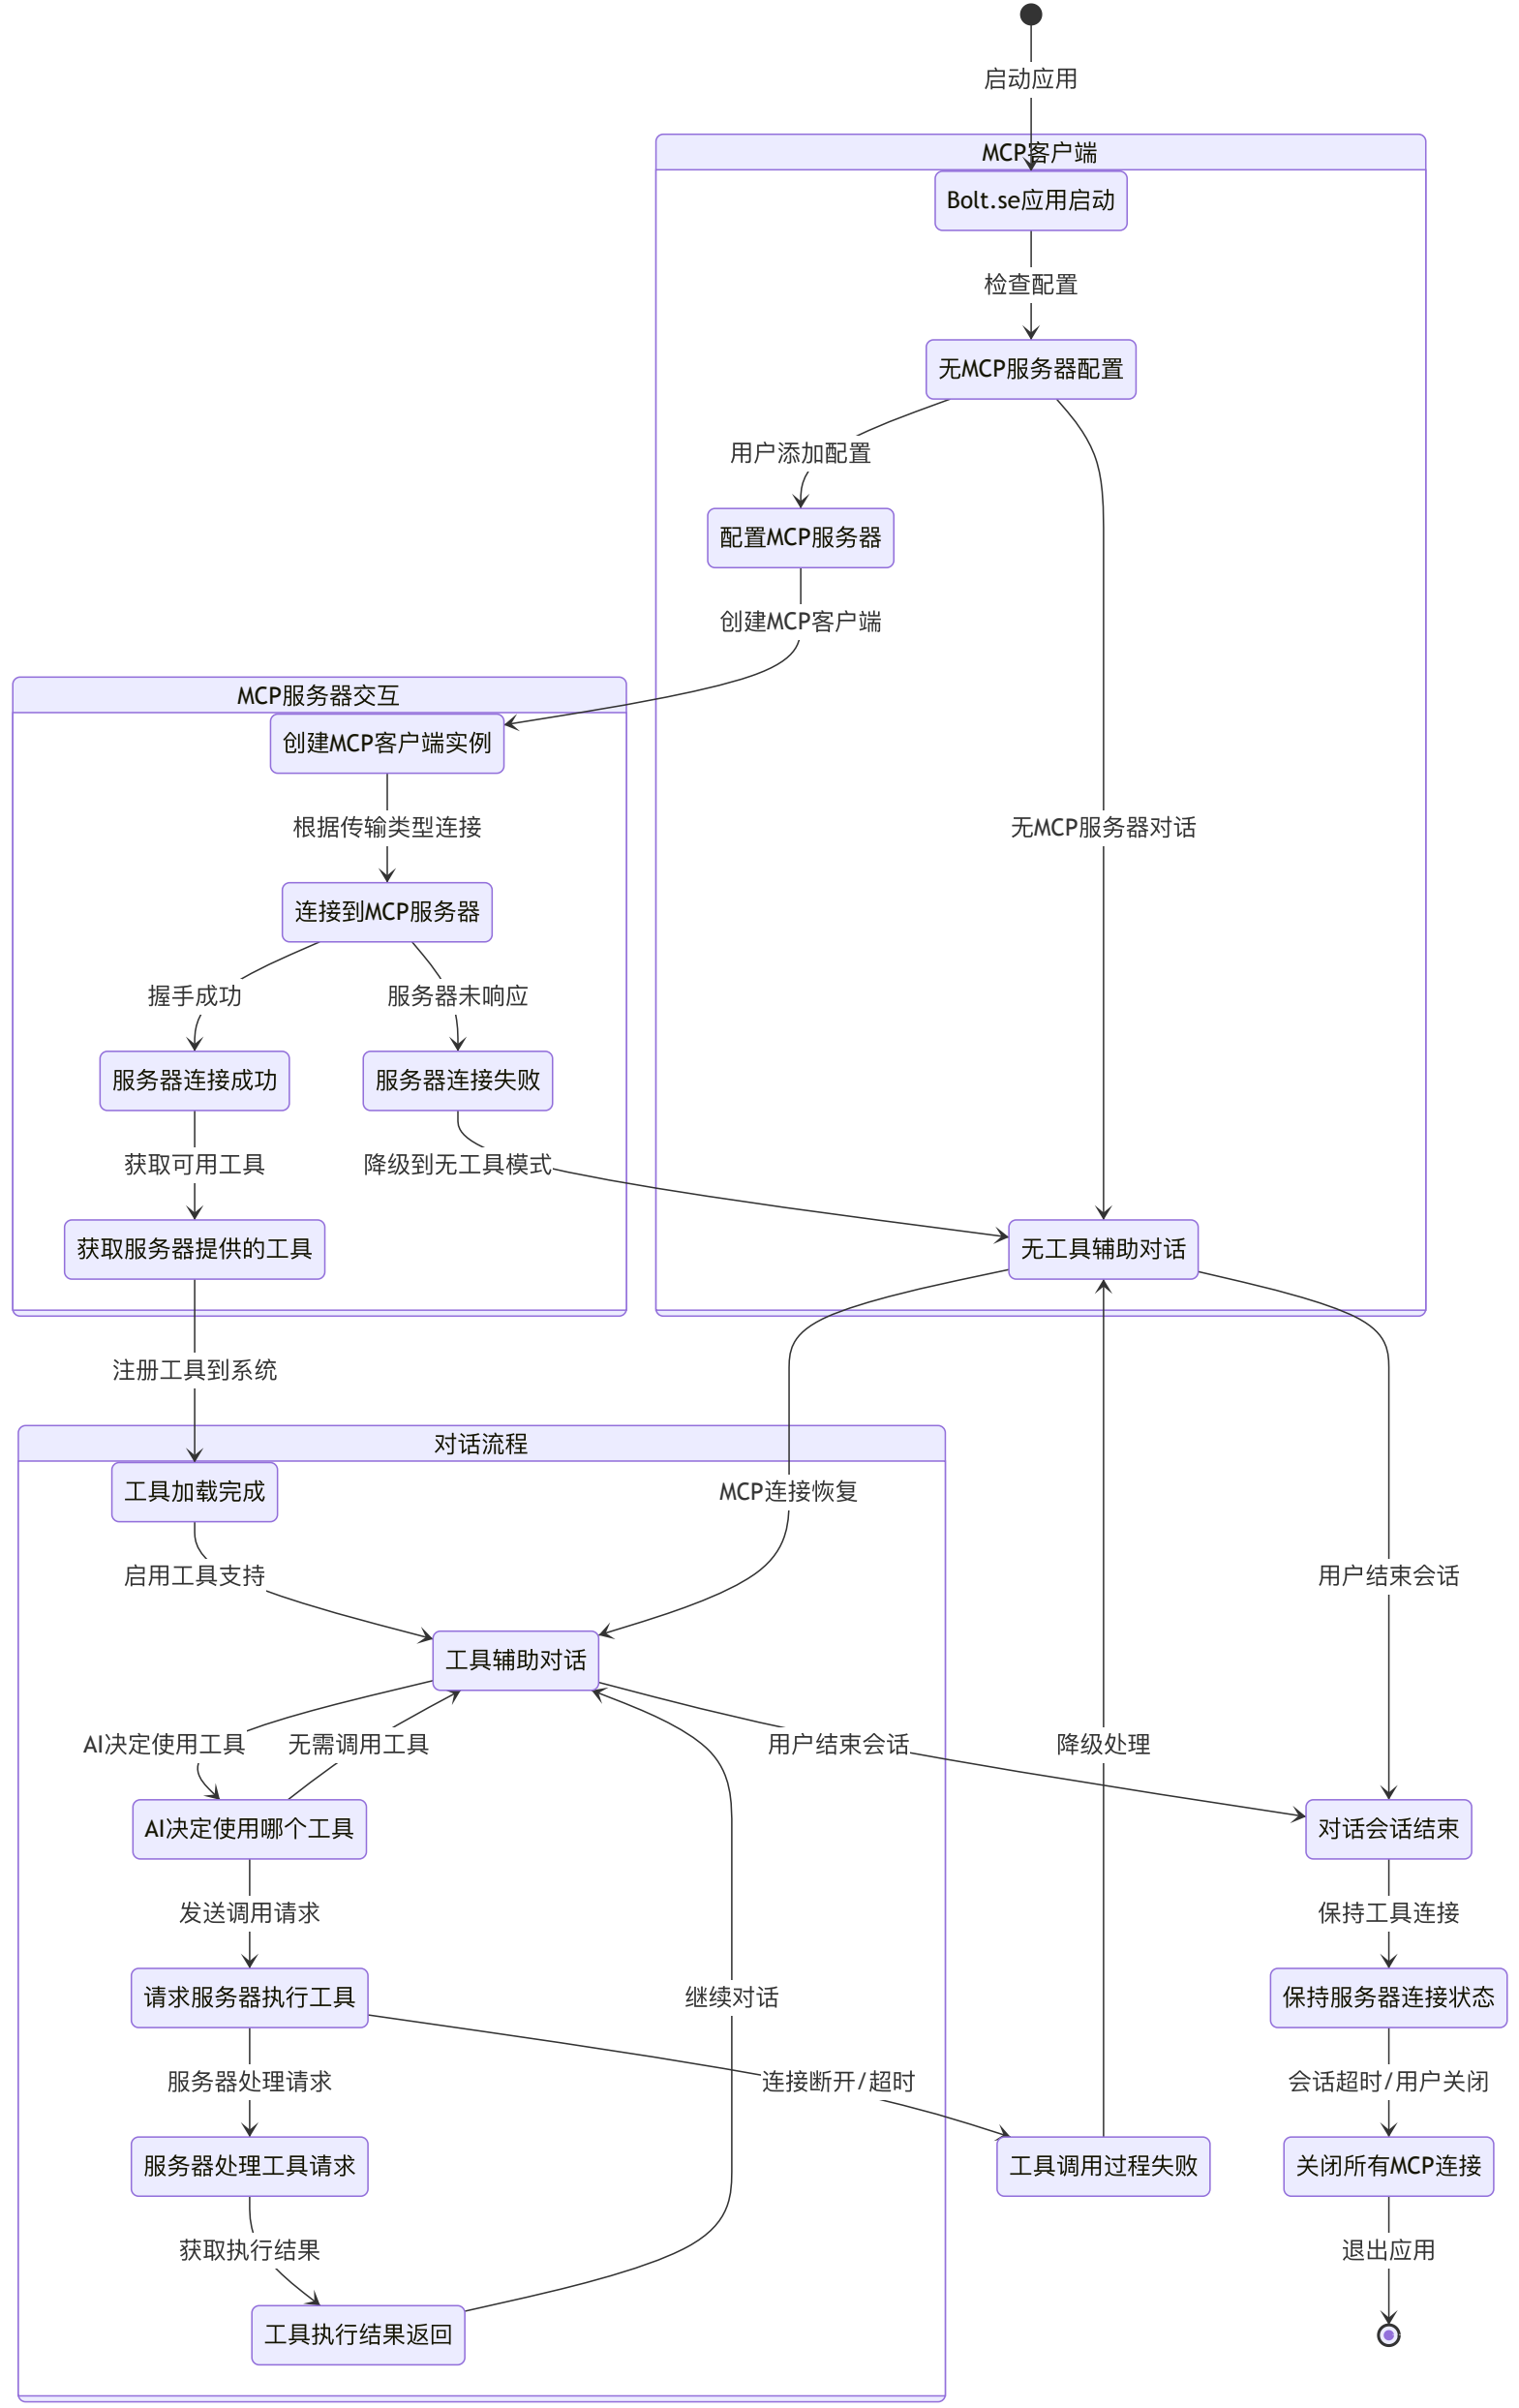 启动应用
MCP客户端
Bolt.se应用启动
检查配置
无MCP服务器配置
用户添加配置
配置MCP服务器
创建MCP客户端
MCP服务器交互
创建MCP客户端实例
根据传输类型连接
无MCP服务器对话
连接到MCP服务器
握手成功
服务器未响应
服务器连接成功
服务器连接失败
获取可用工具
降级到无工具模式
获取服务器提供的工具
无工具辅助对话
注册工具到系统
对话流程
工具加载完成
MCP连接恢复
启用工具支持
用户结束会话
工具辅助对话
AI决定使用工具
无需调用工具
用户结束会话
降级处理
AI决定使用哪个工具
对话会话结束
发送调用请求
保持工具连接
请求服务器执行工具
继续对话
保持服务器连接状态
服务器处理请求
连接断开/超时
会话超时/用户关闭
服务器处理工具请求
工具调用过程失败
关闭所有MCP连接
获取执行结果
退出应用
工具执行结果返回